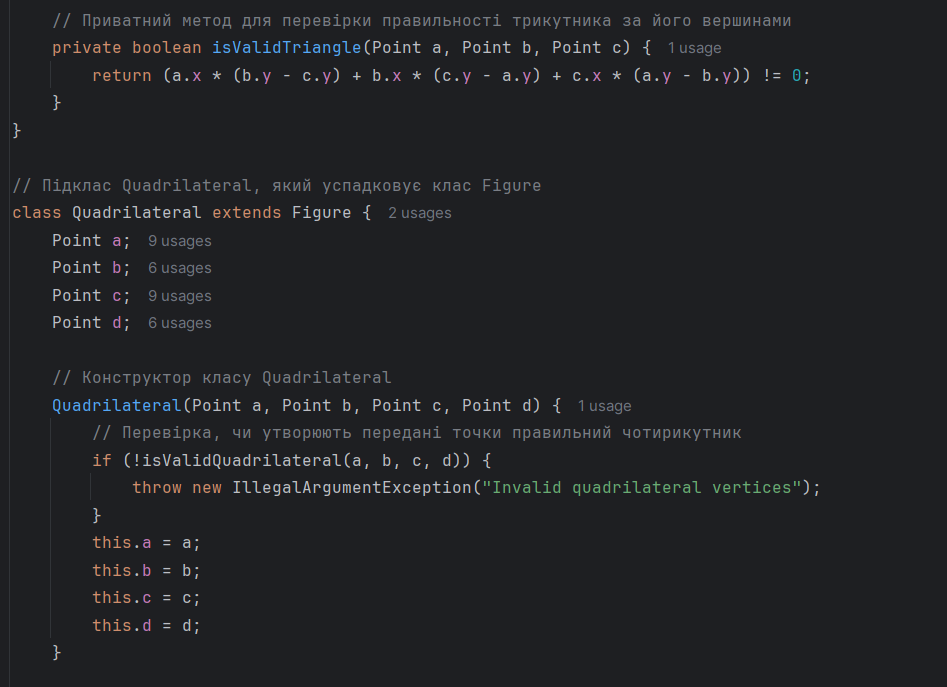 // Приватний метод для перевірки правильності трикутника за його вершинами
private boolean isValidTriangle(Point a, Point b, Point c) { 1 usage
return (a.x * (b.y - c.y) + b.x * (c.y - a.y) + c.x * (a.y - b.y)) != 0;
}
}
// Підклас Quadrilateral, який успадковує клас Figure
class Quadrilateral extends Figure { 2 usages
Point a; 9 usages
Point b; 6 usages
Point c; 9 usages
Point d; 6 usages
// Конструктор класу Quadrilateral
Quadrilateral(Point a, Point b, Point c, Point d) { 1 usage
// Перевірка, чи утворюють передані точки правильний чотирикутник
if (!isValidQuadrilateral(a, b, c, d)) {
throw new IllegalArgumentException("Invalid quadrilateral vertices");
}
this.a = a;
this.b = b;
this.c = c;
this.d = d;
}